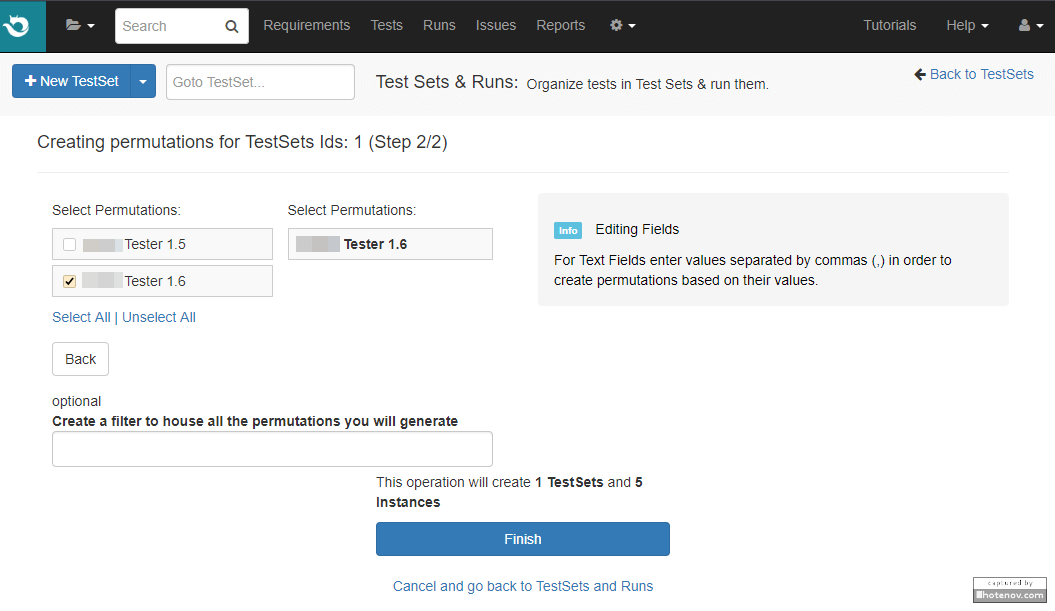 Search
Requirements
Tests
Runs
Issues
Reports
Tutorials
Help
+ New TestSet
Goto TestSet...
Test Sets & Runs: Organize tests in Test Sets & run them.
Back to TestSets
Creating permutations for TestSets Ids: 1 (Step 2/2)
Select Permutations:
Tester 1.5
Tester 1.6
Select All | Unselect All
Select Permutations:
Tester 1.6
Info Editing Fields
For Text Fields enter values separated by commas (,) in order to
create permutations based on their values.
Back
optional
Create a filter to house all the permutations you will generate
This operation will create 1 TestSets and 5
Instances
Finish
Cancel and go back to TestSets and Runs
captured by
hotenov.com